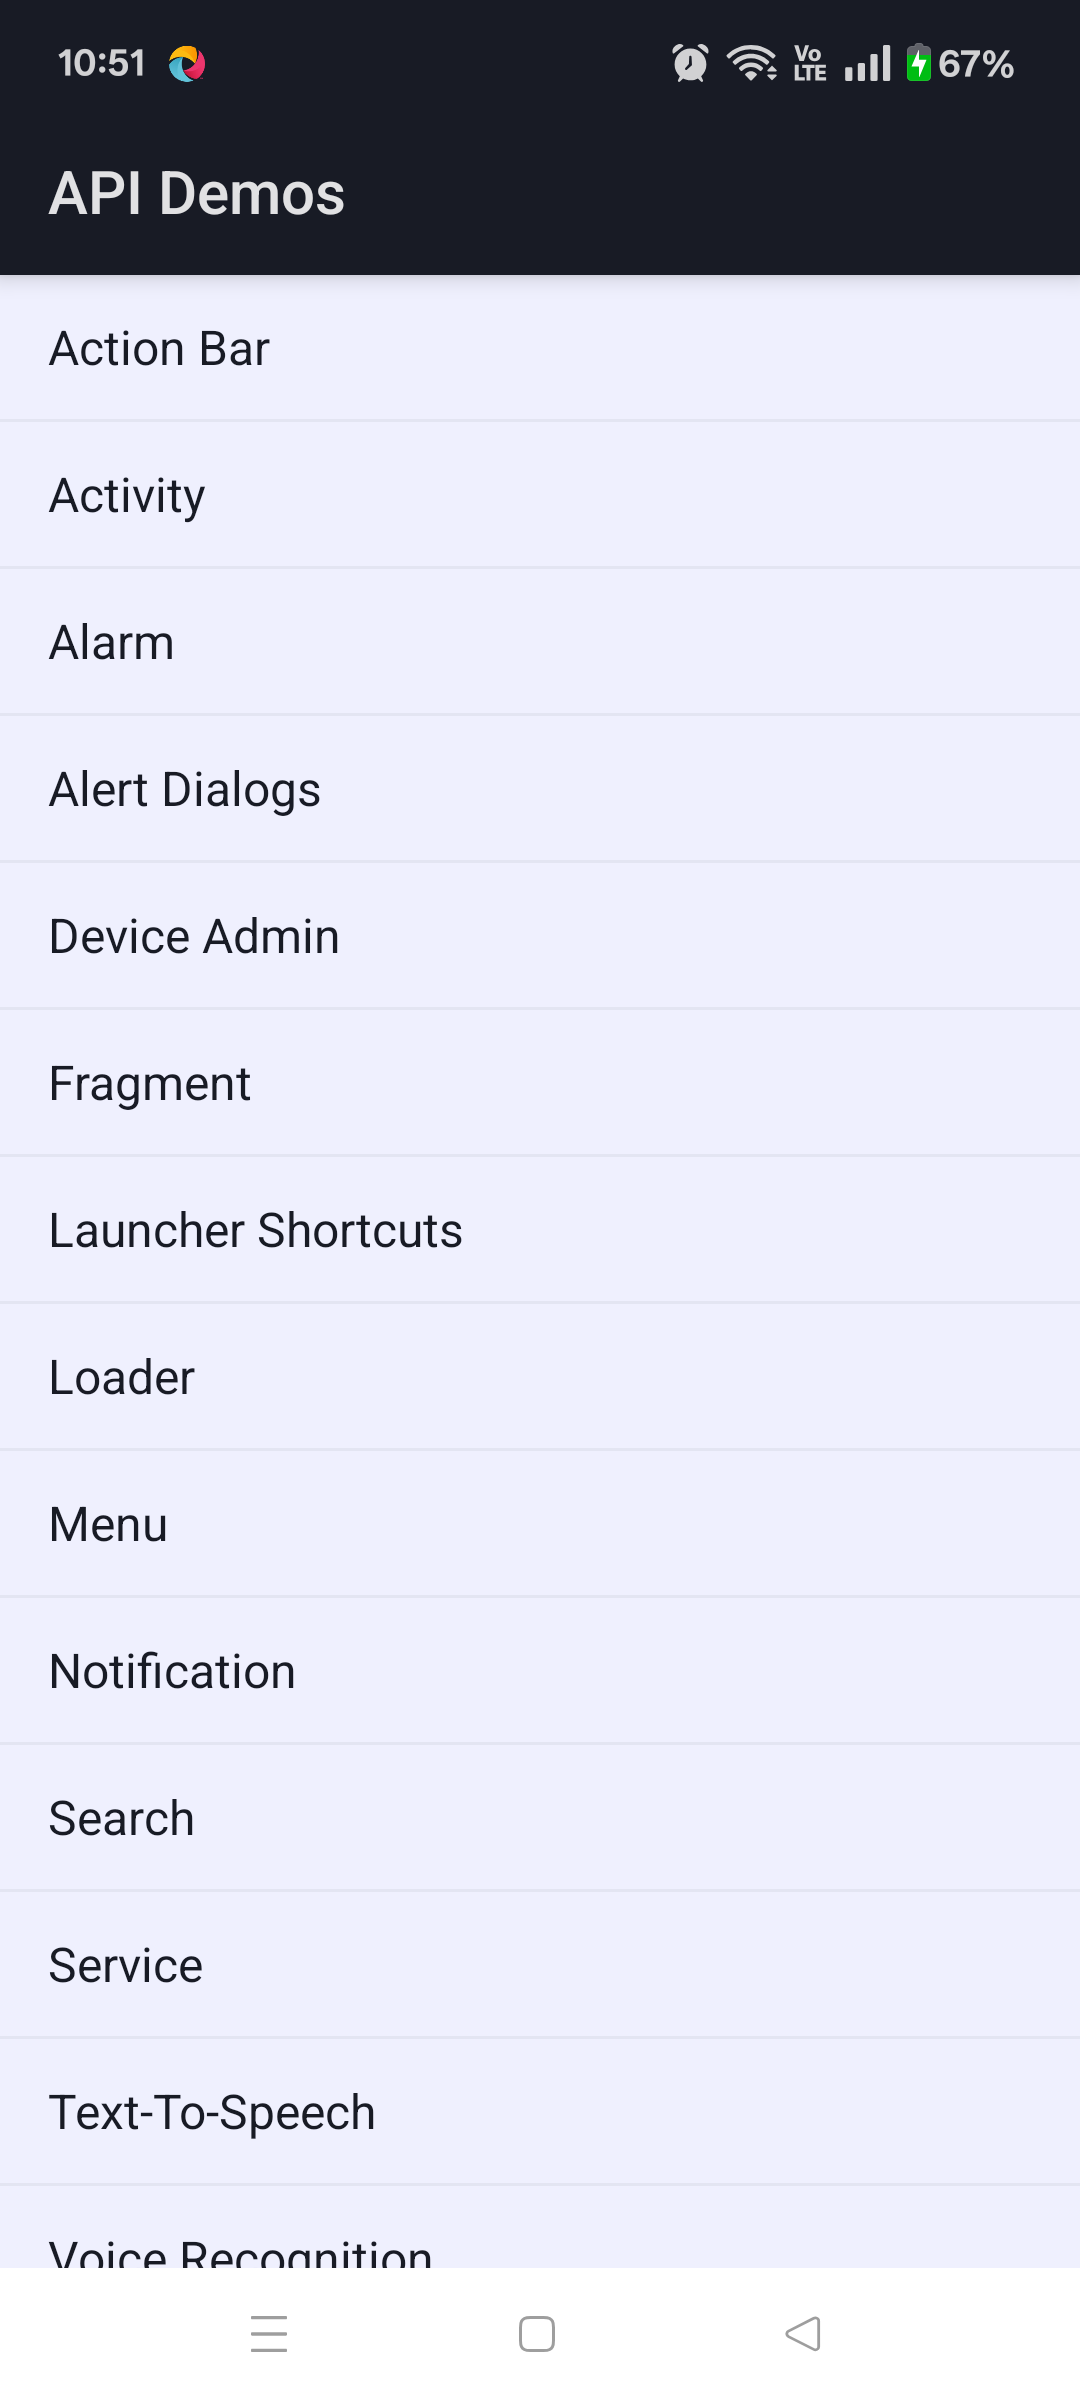 10:51
Vo
LTE
67%
API Demos
Action Bar
Activity
Alarm
Alert Dialogs
Device Admin
Fragment
Launcher Shortcuts
Loader
Menu
Notification
Search
Service
Text-To-Speech
Voice Recognition